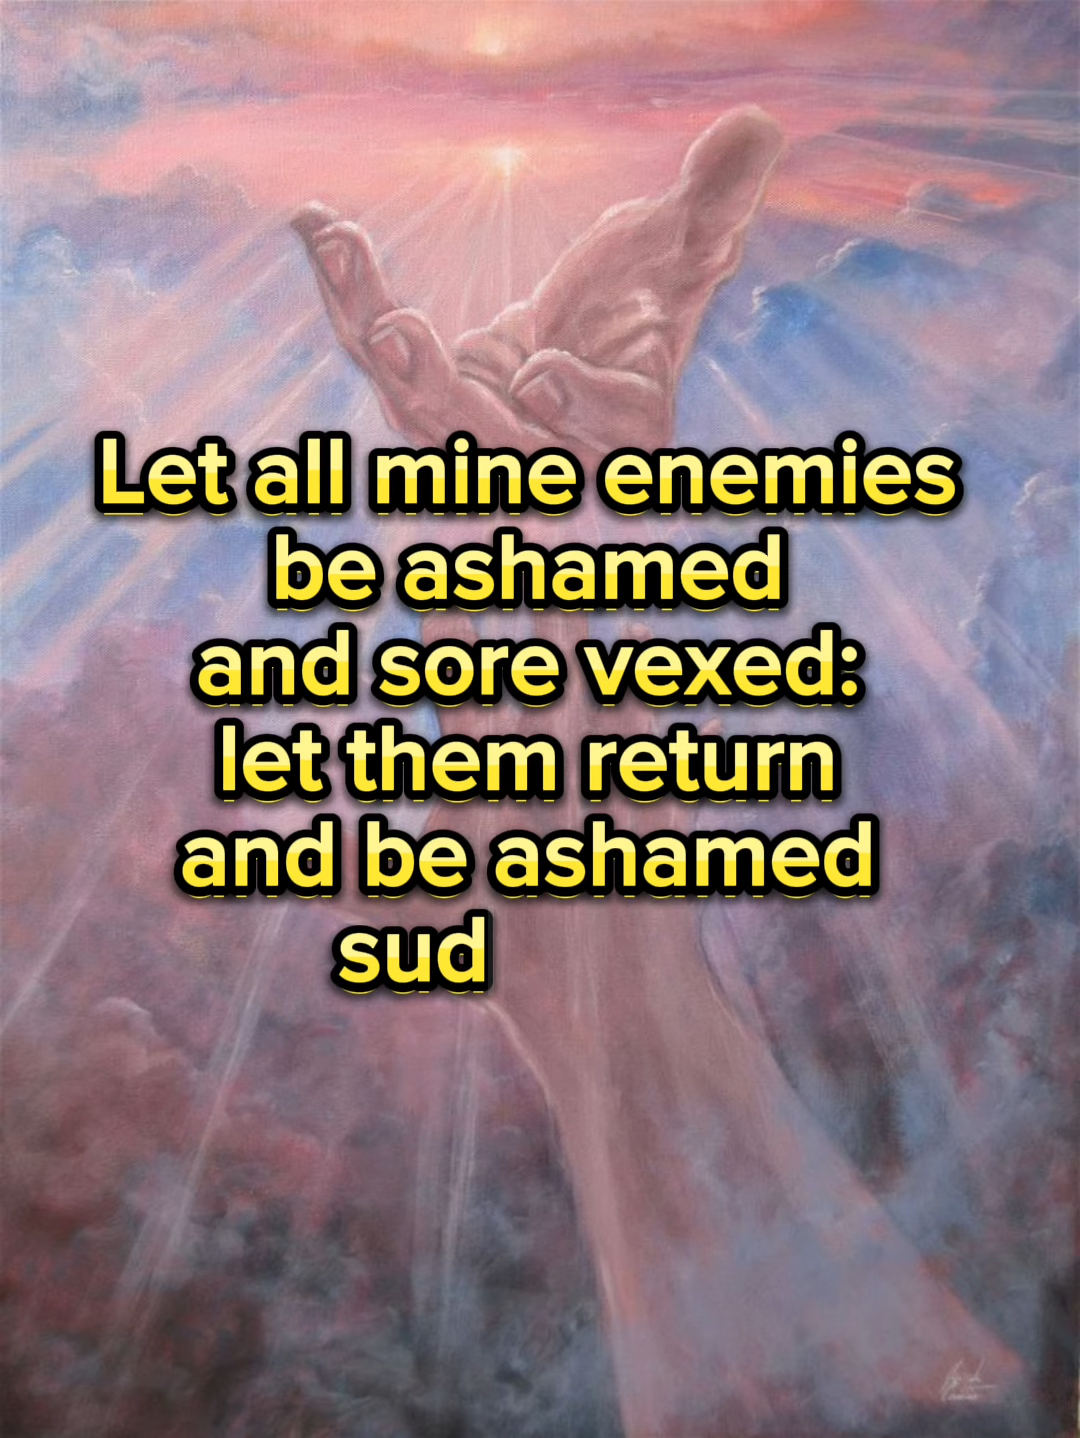 Let all mine enemies
be ashamed
and sore vexed:
let them return
and be ashamed
sud